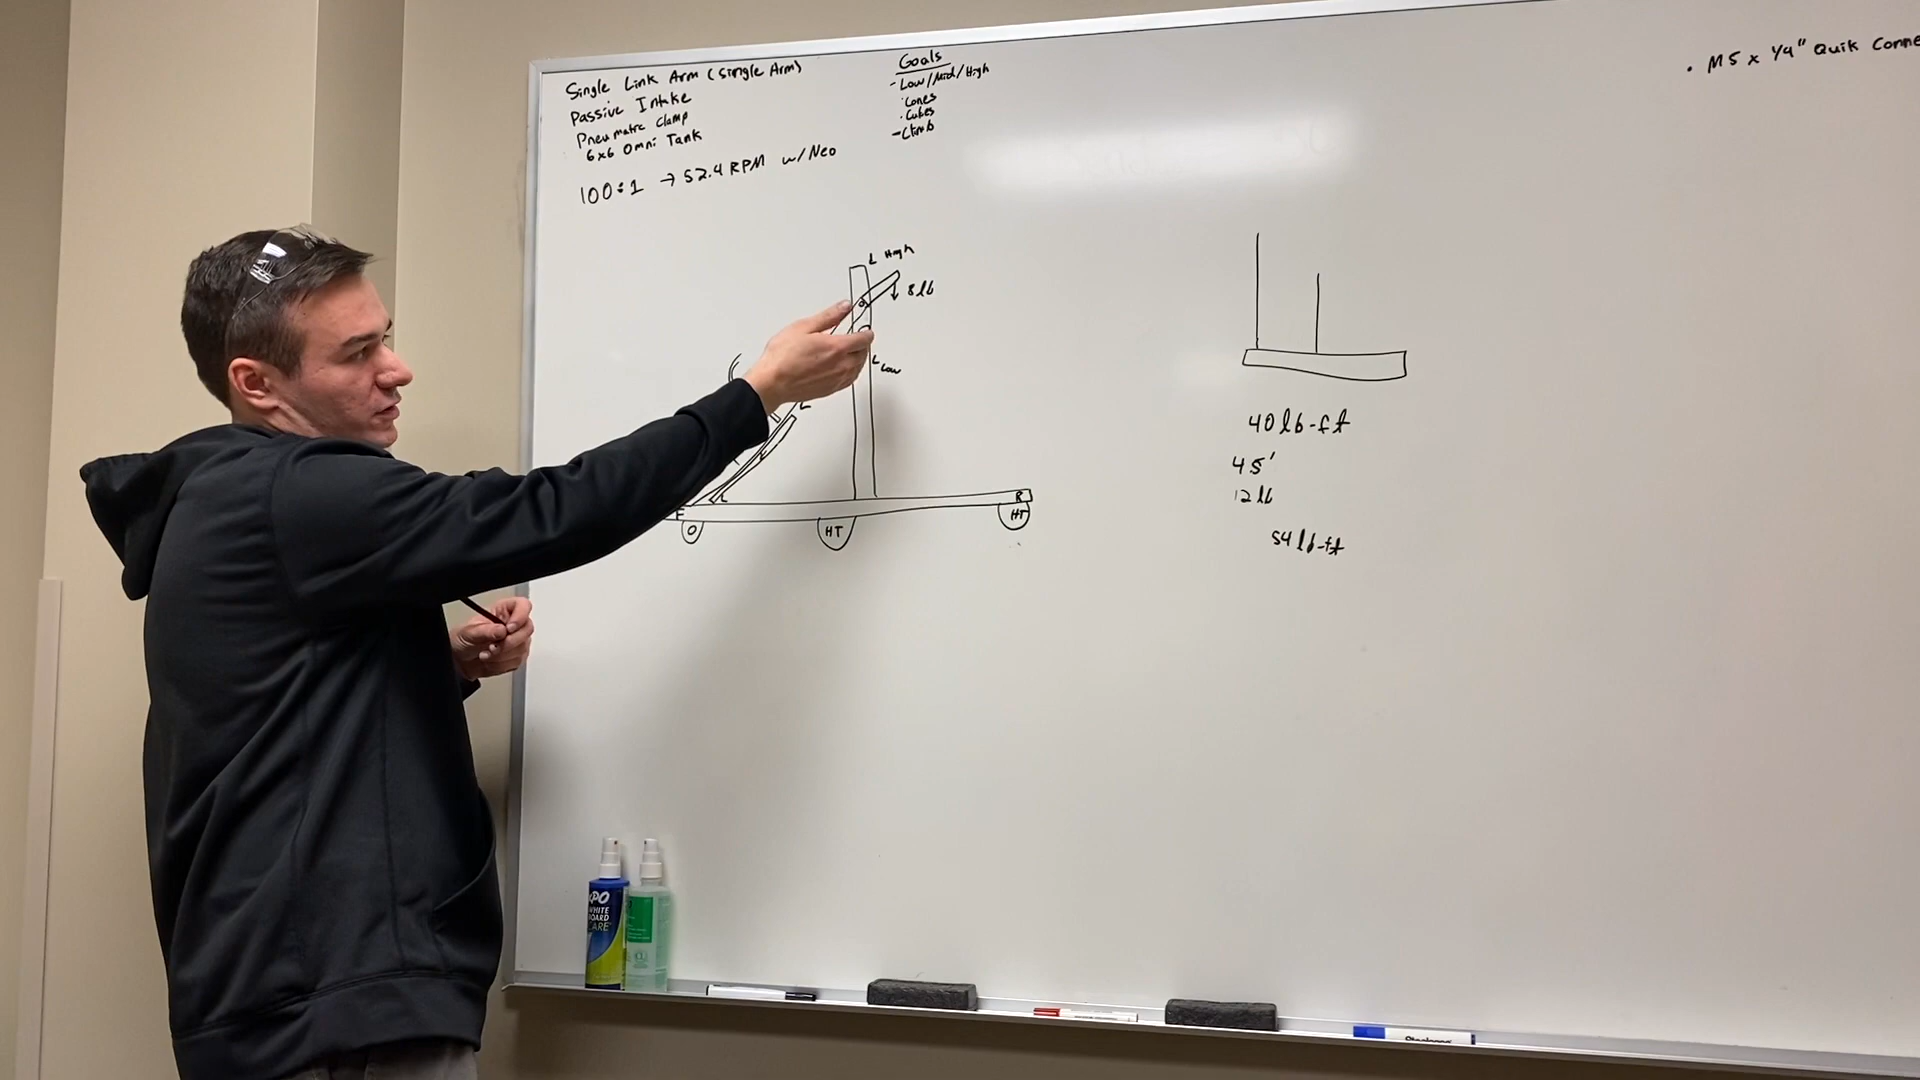 Single Link Arm (Single Arm)
Passive Intake
Pneumatic Clamp
6x6 Omni Tank
100:1 → 52.4 RPM w/ Neo
Goals
- Low/Mid/High
· Cones
· Cubes
- Climb
• M5 x 1/4" Quik Conne
L High
8 lb
L Low
L
L
F
R
O
HT
HT
40 lb-ft
4.5'
12 lb
54 lb-ft
EXPO
WHITE
BOARD
CARE